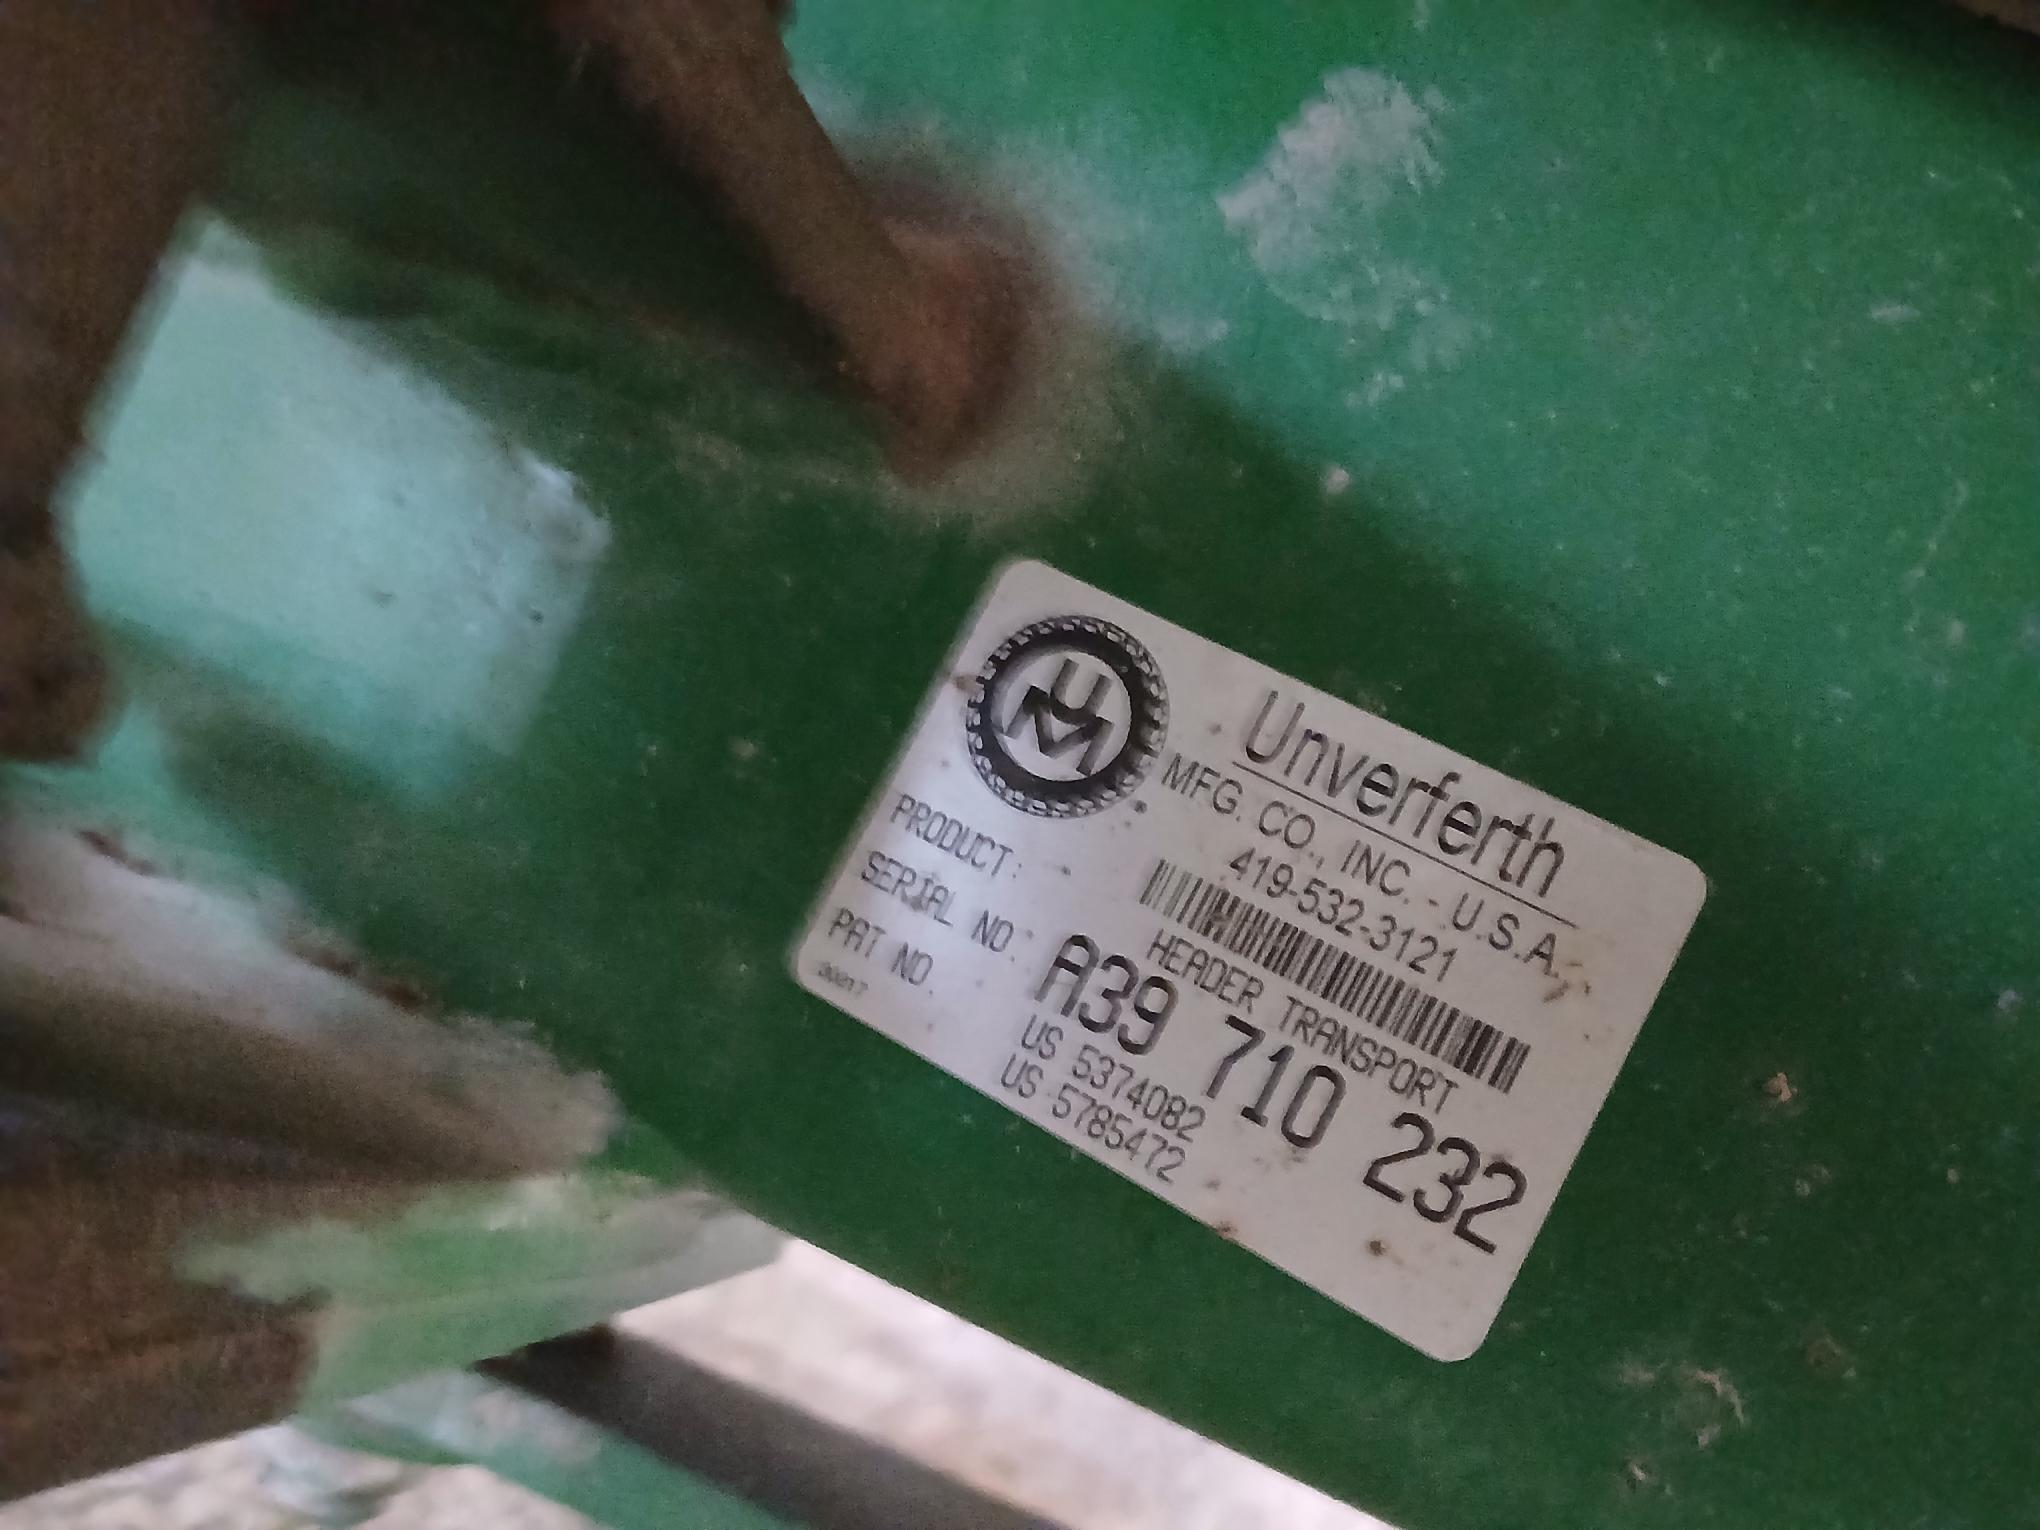 UM
Unverferth
MFG. CO., INC. - U.S.A.
419-532-3121
PRODUCT: HEADER TRANSPORT
SERIAL NO: A39 710 232
PAT NO. US 5374082
US 5785472